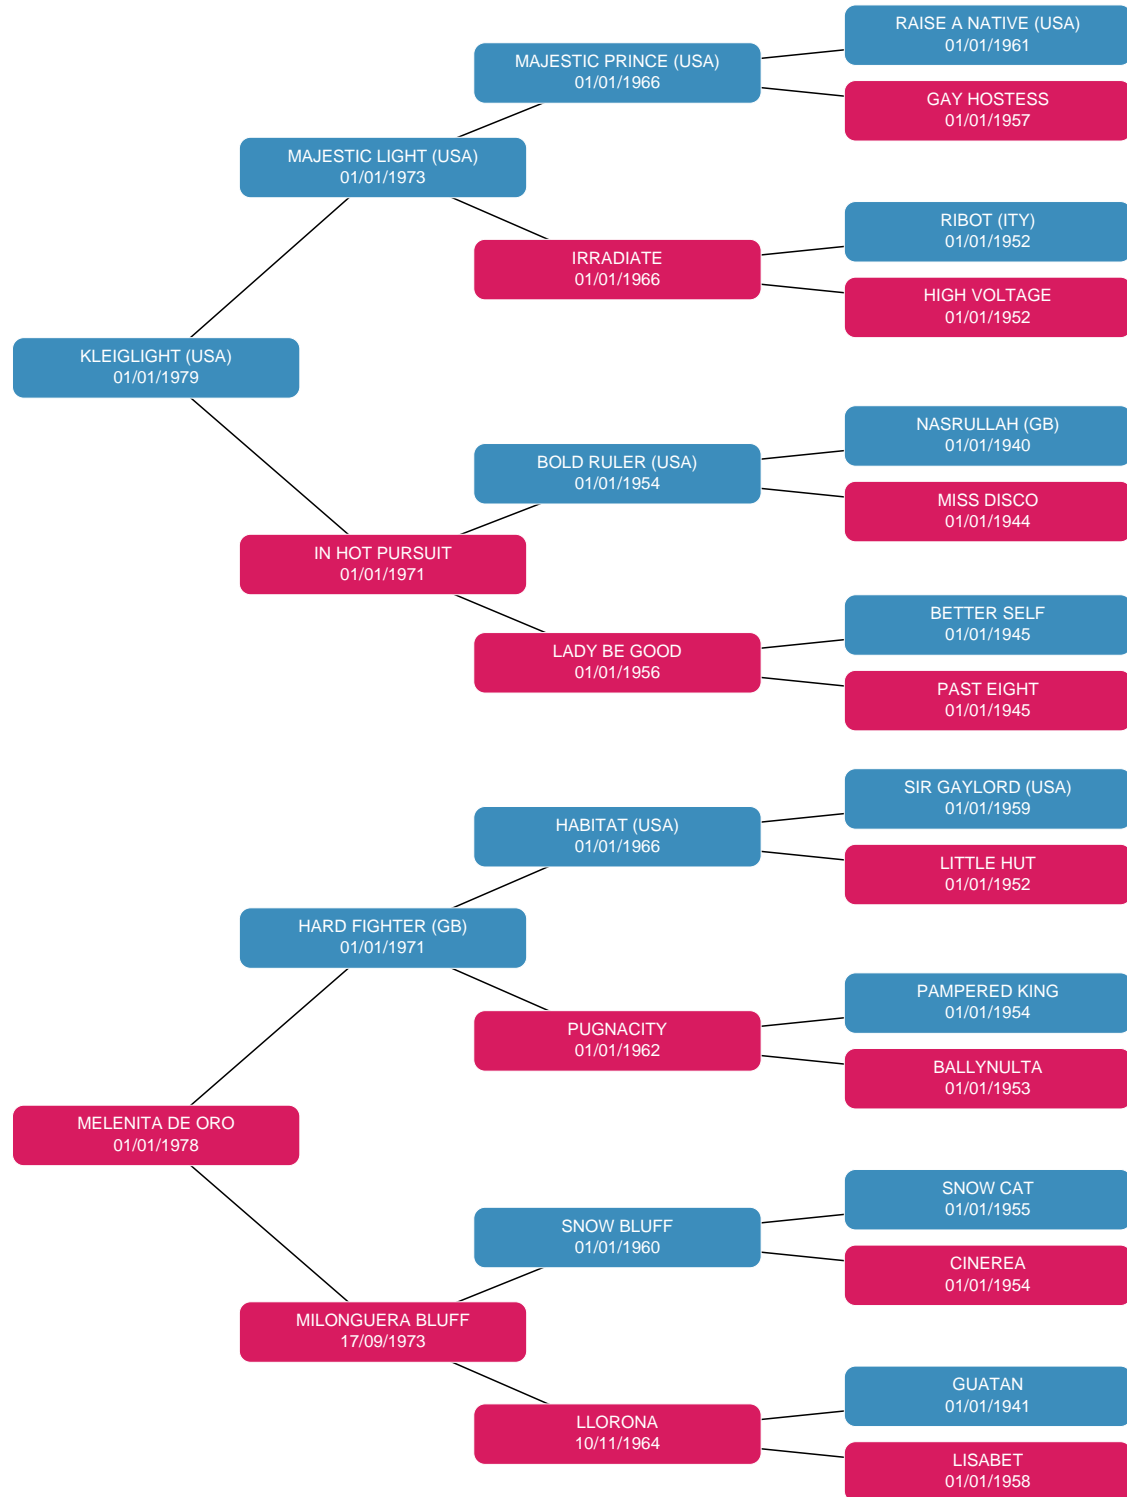 RAISE A NATIVE (USA)
01/01/1961
MAJESTIC PRINCE (USA)
01/01/1966
GAY HOSTESS
01/01/1957
MAJESTIC LIGHT (USA)
01/01/1973
RIBOT (ITY)
01/01/1952
IRRADIATE
01/01/1966
HIGH VOLTAGE
01/01/1952
KLEIGLIGHT (USA)
01/01/1979
NASRULLAH (GB)
01/01/1940
BOLD RULER (USA)
01/01/1954
MISS DISCO
01/01/1944
IN HOT PURSUIT
01/01/1971
BETTER SELF
01/01/1945
LADY BE GOOD
01/01/1956
PAST EIGHT
01/01/1945
SIR GAYLORD (USA)
01/01/1959
HABITAT (USA)
01/01/1966
LITTLE HUT
01/01/1952
HARD FIGHTER (GB)
01/01/1971
PAMPERED KING
01/01/1954
PUGNACITY
01/01/1962
BALLYNULTA
01/01/1953
MELENITA DE ORO
01/01/1978
SNOW CAT
01/01/1955
SNOW BLUFF
01/01/1960
CINEREA
01/01/1954
MILONGUERA BLUFF
17/09/1973
GUATAN
01/01/1941
LLORONA
10/11/1964
LISABET
01/01/1958